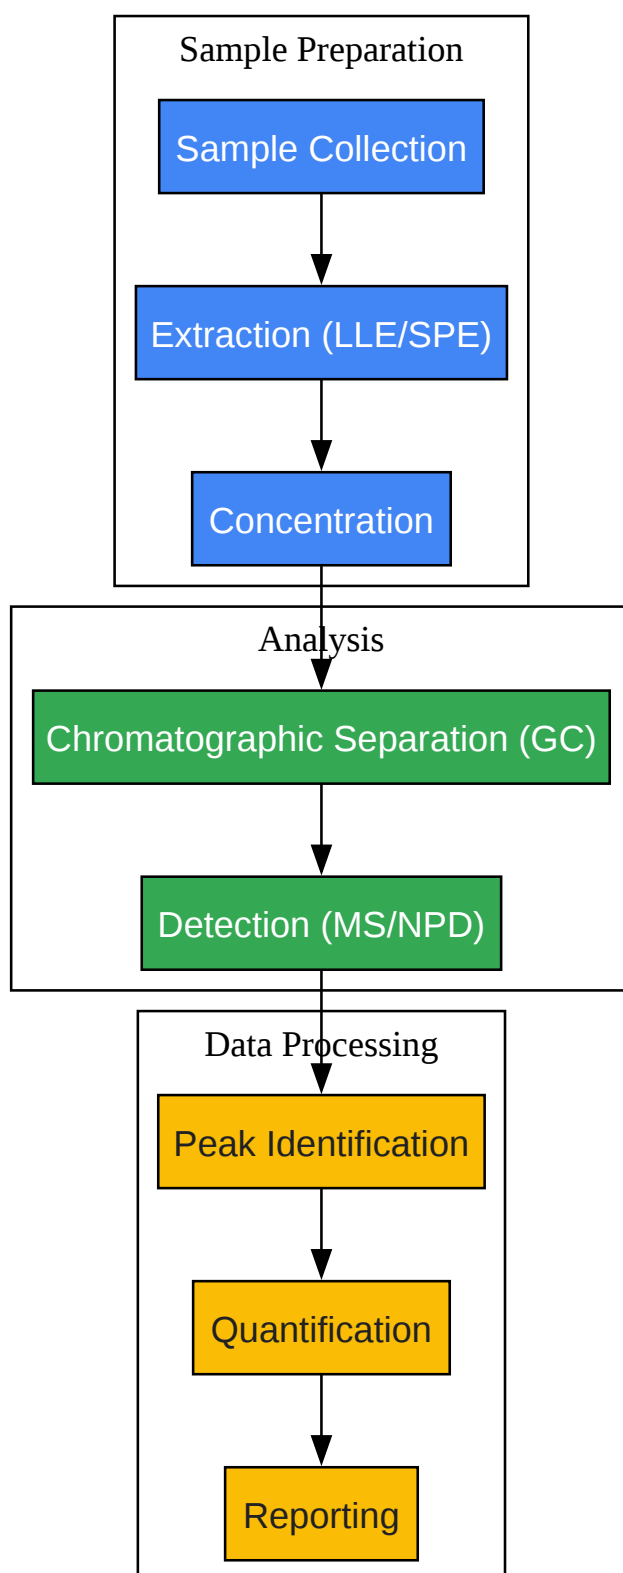 Sample Preparation
Sample Collection
Extraction (LLE/SPE)
Concentration
Analysis
Chromatographic Separation (GC)
Detection (MS/NPD)
Data Processing
Peak Identification
Quantification
Reporting